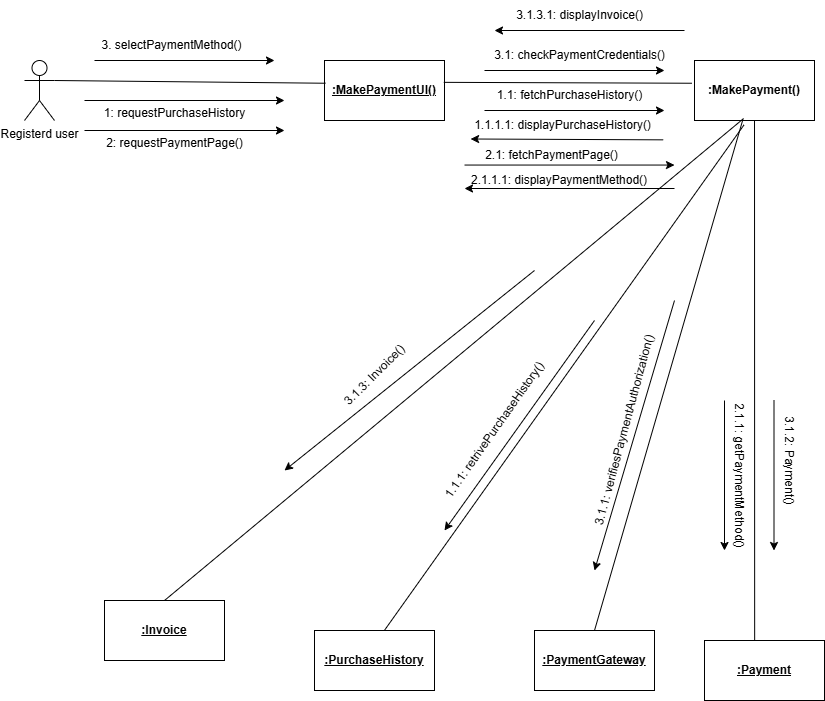 3.1.3.1: displayInvoice()
3. selectPaymentMethod()
3.1: checkPaymentCredentials()
:MakePaymentUI()
:MakePayment()
1.1: fetchPurchaseHistory()
1: requestPurchaseHistory
1.1.1.1: displayPurchaseHistory()
Registerd user
2: requestPaymentPage()
2.1: fetchPaymentPage()
2.1.1.1: displayPaymentMethod()
3.1.3: Invoice()
1.1.1: retrivePurchaseHistory()
3.1.1: verifiesPaymentAuthorization()
2.1.1: getPaymentMethod()
3.1.2: Payment()
:Invoice
:PurchaseHistory
:PaymentGateway
:Payment